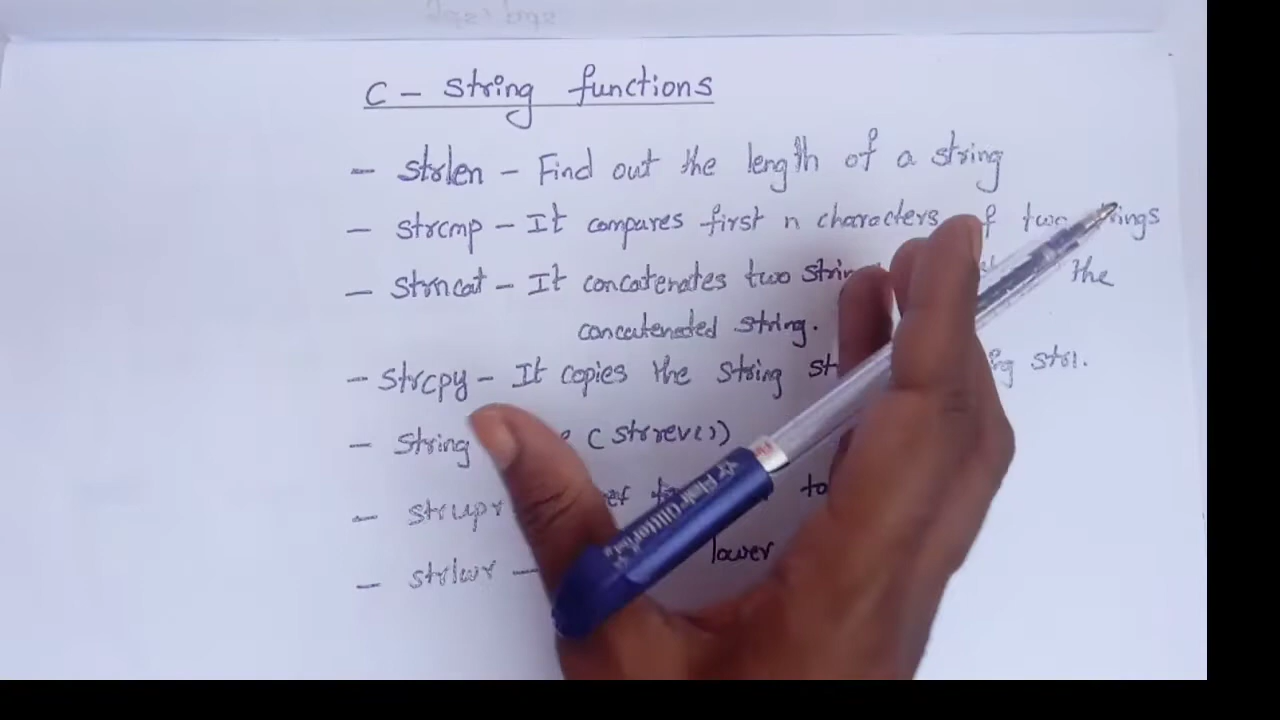 C - String functions
- strlen - Find out the length of a string
- strcmp - It compares first n characters of two strings
- strncat - It concatenates two the
concatenated string.
- strcpy - It copies the string str1.
- String (strrev())
- strupr to
- strlwr - lower